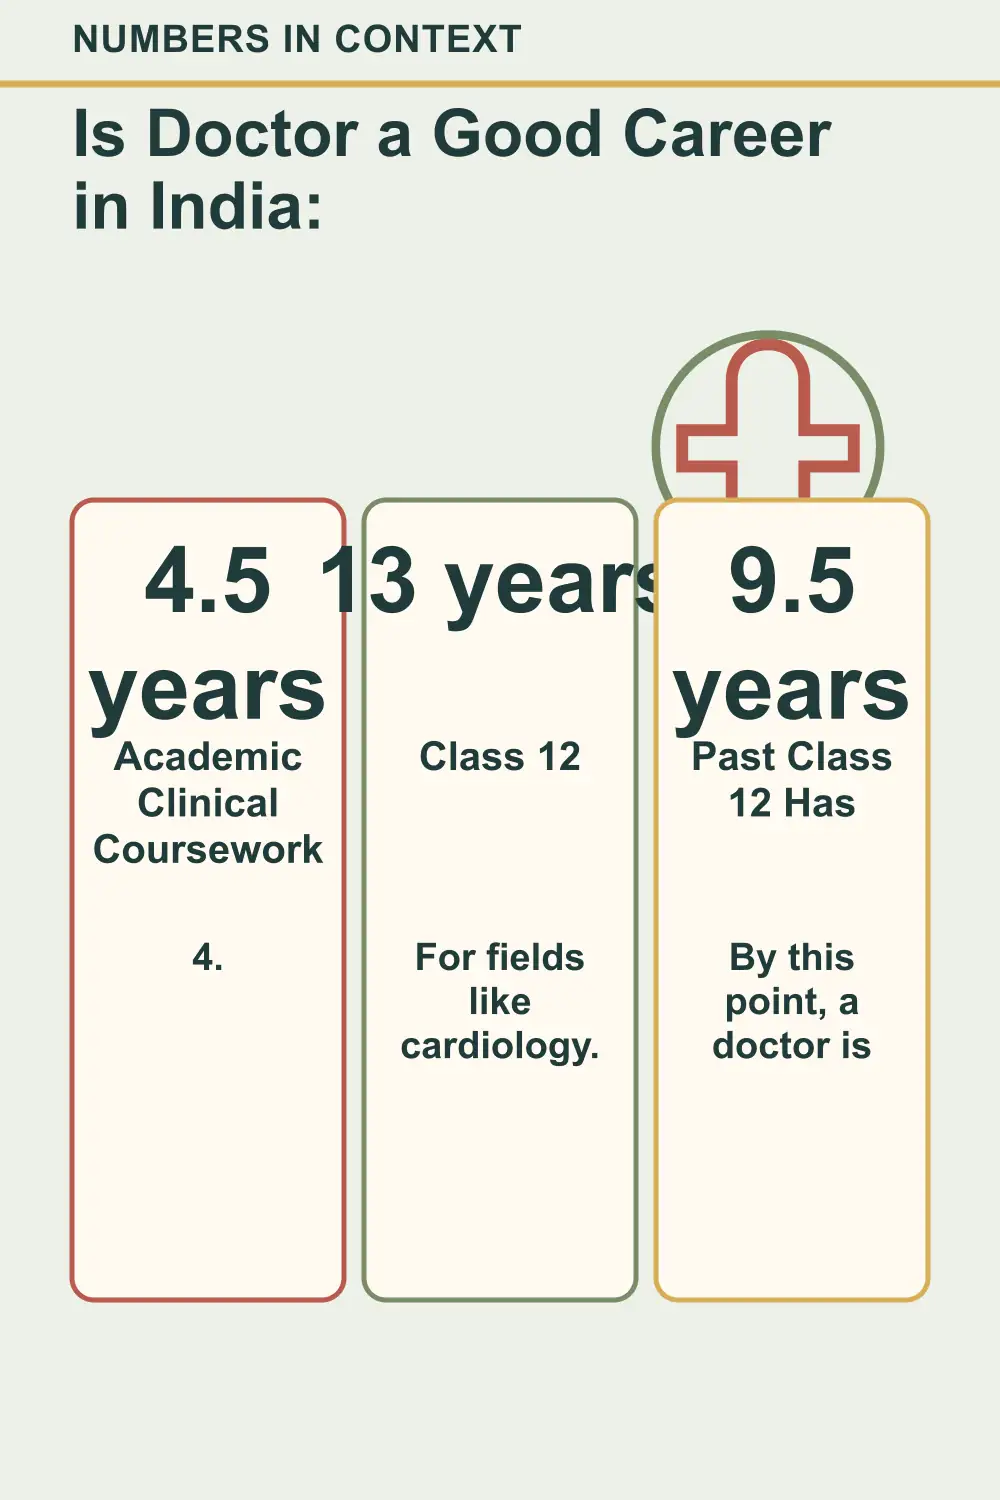 NUMBERS IN CONTEXT
Is Doctor a Good Career
in India:
4.5
years
Academic
Clinical
Coursework
4.
13 years
Class 12
For fields
like
cardiology.
9.5
years
Past Class
12 Has
By this
point, a
doctor is